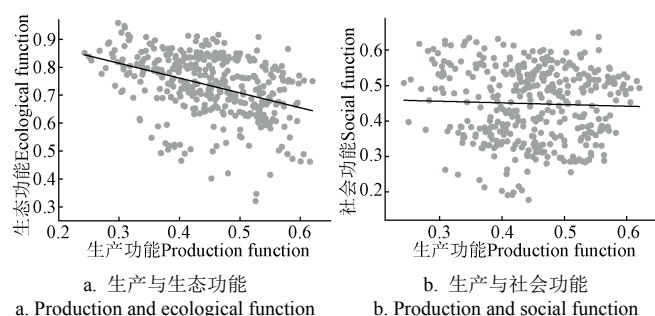 生态功能Ecological function
0.9
0.8
0.7
0.6
0.5
0.4
0.3
0.2 0.3 0.4 0.5 0.6
生产功能Production function
a. 生产与生态功能
a. Production and ecological function
社会功能Social function
0.6
0.5
0.4
0.3
0.2
0.3 0.4 0.5 0.6
生产功能Production function
b. 生产与社会功能
b. Production and social function